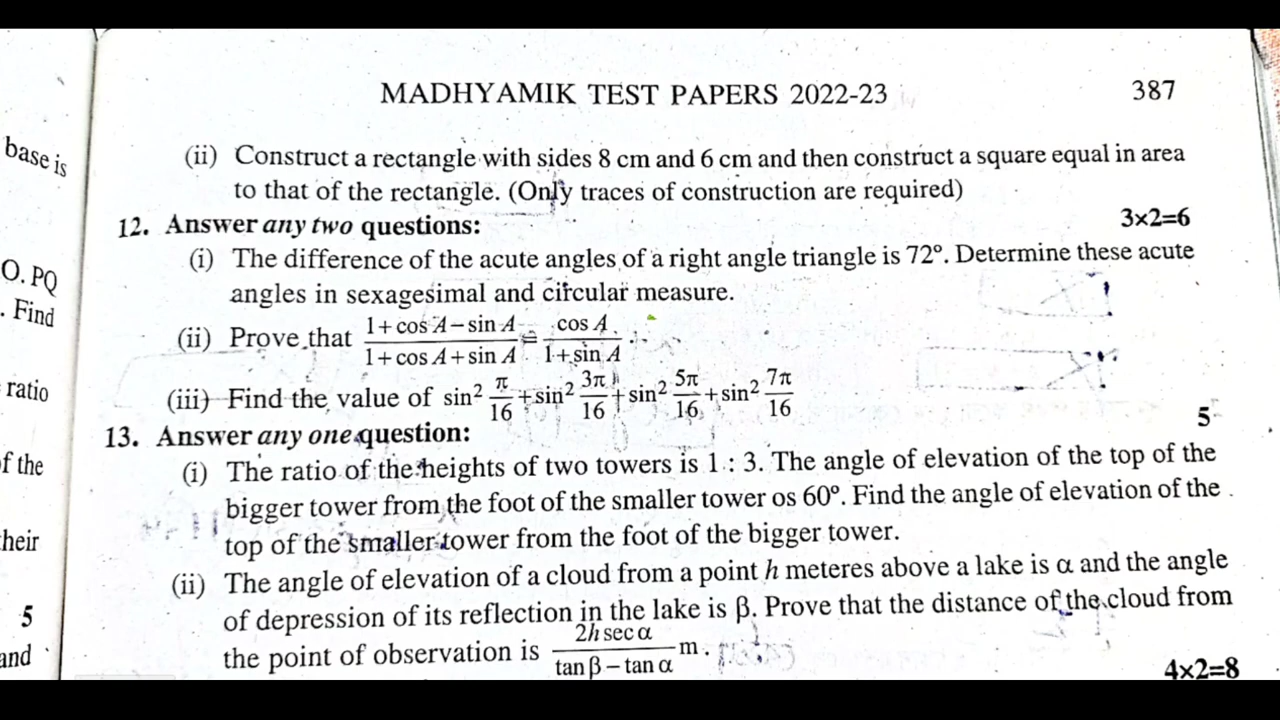 MADHYAMIK TEST PAPERS 2022-23 387
base is
(ii) Construct a rectangle with sides 8 cm and 6 cm and then construct a square equal in area
to that of the rectangle. (Only traces of construction are required)
12. Answer any two questions: 3×2=6
O. PQ
(i) The difference of the acute angles of a right angle triangle is 72°. Determine these acute
. Find
angles in sexagesimal and circular measure.
(ii) Prove that (1 + cos A – sin A)/(1 + cos A + sin A) = cos A/(1 + sin A).
ratio
(iii) Find the value of sin² π/16 + sin² 3π/16 + sin² 5π/16 + sin² 7π/16
13. Answer any one question: 5
f the
(i) The ratio of the heights of two towers is 1 : 3. The angle of elevation of the top of the
bigger tower from the foot of the smaller tower os 60°. Find the angle of elevation of the
heir
top of the smaller tower from the foot of the bigger tower.
(ii) The angle of elevation of a cloud from a point h meteres above a lake is α and the angle
5
of depression of its reflection in the lake is β. Prove that the distance of the cloud from
and
the point of observation is 2h sec α/(tan β – tan α) m.
4×2=8